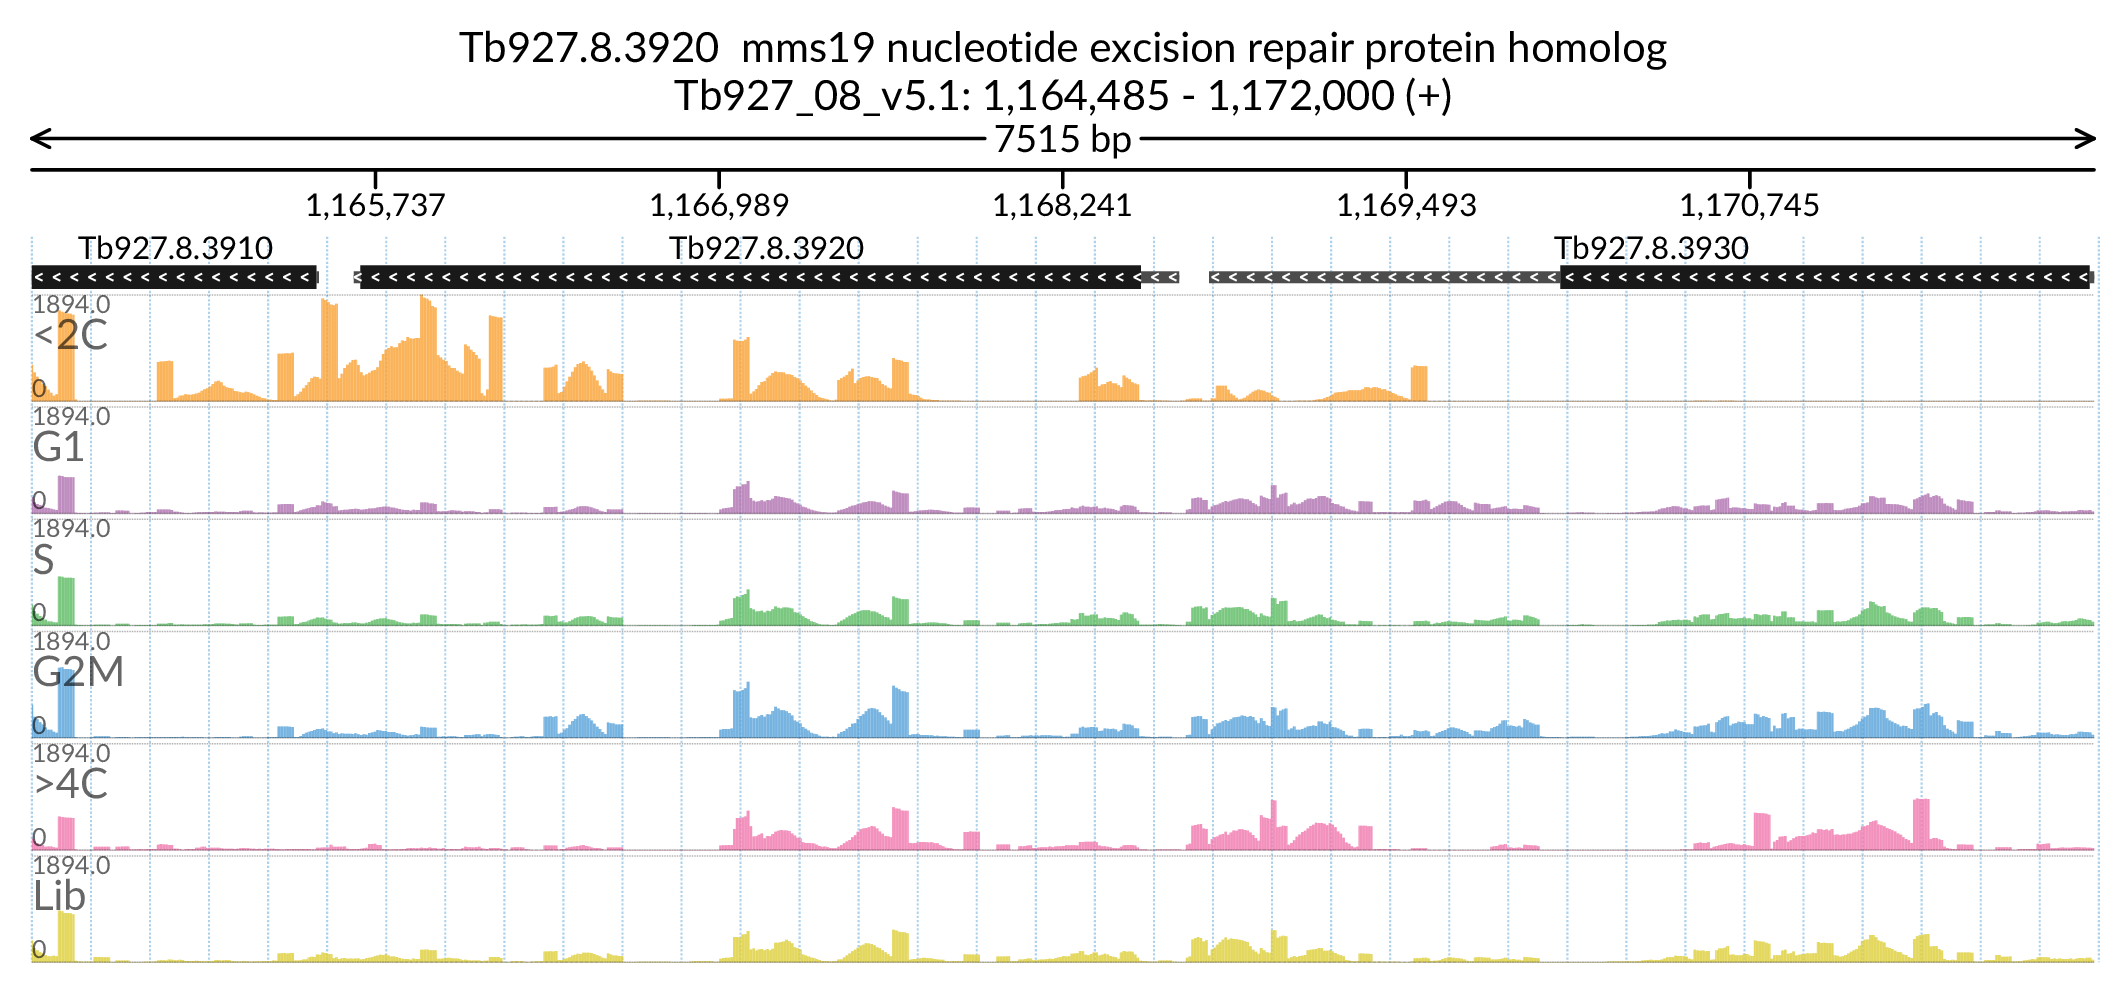 Tb927.8.3920  mms19 nucleotide excision repair protein homolog
Tb927_08_v5.1: 1,164,485 - 1,172,000 (+)
7515 bp
1,165,737 1,166,989 1,168,241 1,169,493 1,170,745
Tb927.8.3910 Tb927.8.3920 Tb927.8.3930
1894.0
<2C
0
1894.0
G1
0
1894.0
S
0
1894.0
G2M
0
1894.0
>4C
0
1894.0
Lib
0